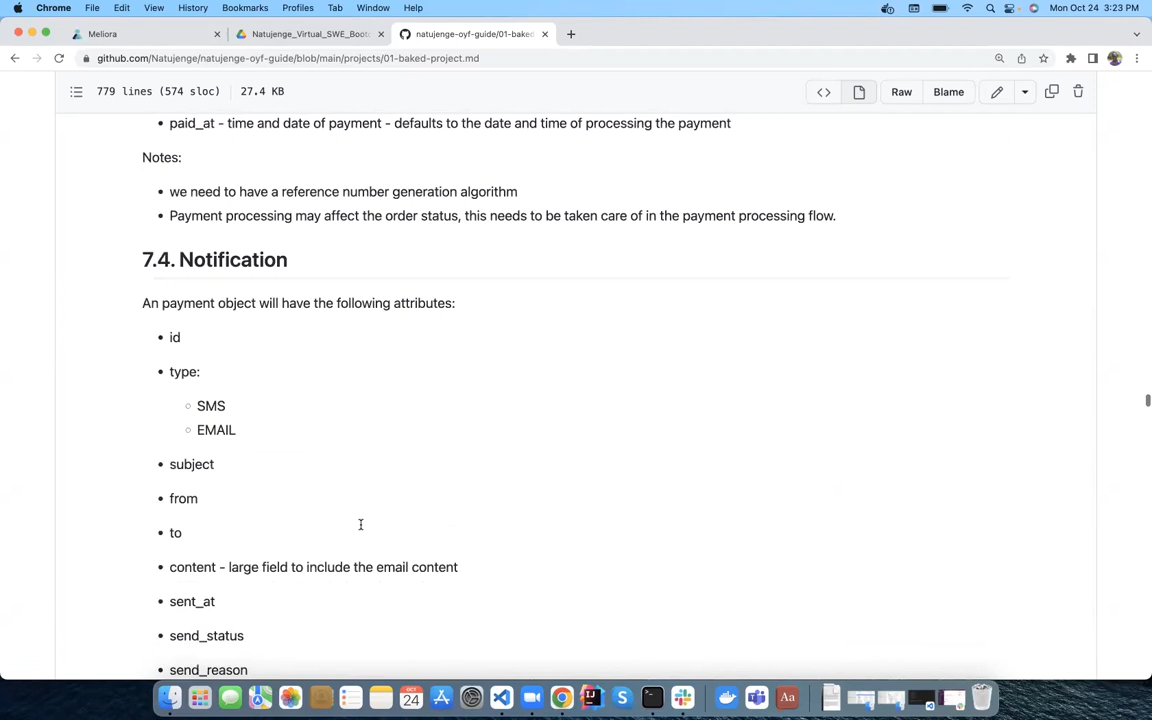 Chrome File Edit View History Bookmarks Profiles Tab Window Help Mon Oct 24 3:23 PM
Meliora Natujenge_Virtual_SWE_Boot natujenge-oyf-guide/01-baked-
github.com/Natujenge/natujenge-oyf-guide/blob/main/projects/01-baked-project.md
779 lines (574 sloc) 27.4 KB Raw Blame
• paid_at - time and date of payment - defaults to the date and time of processing the payment
Notes:
• we need to have a reference number generation algorithm
• Payment processing may affect the order status, this needs to be taken care of in the payment processing flow.
7.4. Notification
An payment object will have the following attributes:
• id
• type:
◦ SMS
◦ EMAIL
• subject
• from
• to
• content - large field to include the email content
• sent_at
• send_status
• send_reason
OCT
24
Aa